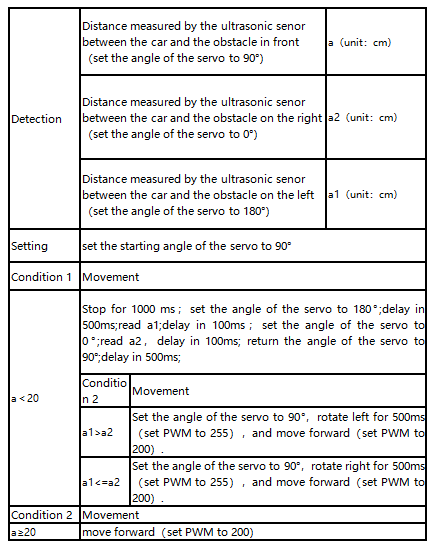 Distance measured by the ultrasonic senor
between the car and the obstacle in front
（set the angle of the servo to 90°）
a（unit：cm）
Detection
Distance measured by the ultrasonic senor
between the car and the obstacle on the right
（set the angle of the servo to 0°）
a2（unit：cm）
Distance measured by the ultrasonic senor
between the car and the obstacle on the left
（set the angle of the servo to 180°）
a1（unit：cm）
Setting
set the starting angle of the servo to 90°
Condition 1
Movement
a＜20
Stop for 1000 ms；set the angle of the servo to 180°;delay in
500ms;read a1;delay in 100ms；set the angle of the servo to
0°;read a2，delay in 100ms; return the angle of the servo to
90°;delay in 500ms;
Conditio
n 2
Movement
a1>a2
Set the angle of the servo to 90°，rotate left for 500ms
（set PWM to 255），and move forward（set PWM to
200）.
a1<=a2
Set the angle of the servo to 90°，rotate right for 500ms
（set PWM to 255），and move forward（set PWM to
200）.
Condition 2
Movement
a≥20
move forward（set PWM to 200）